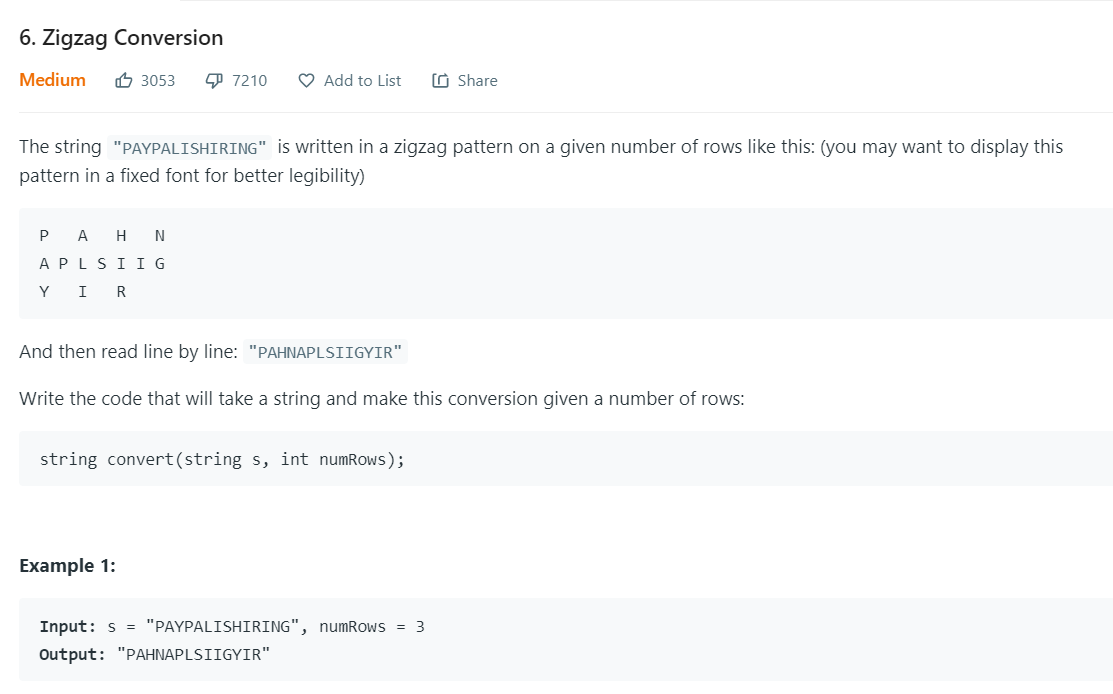 6. Zigzag Conversion
Medium 3053 7210 Add to List Share
The string "PAYPALISHIRING" is written in a zigzag pattern on a given number of rows like this: (you may want to display this
pattern in a fixed font for better legibility)
P   A   H   N
A P L S I I G
Y   I   R
And then read line by line: "PAHNAPLSIIGYIR"
Write the code that will take a string and make this conversion given a number of rows:
string convert(string s, int numRows);
Example 1:
Input: s = "PAYPALISHIRING", numRows = 3
Output: "PAHNAPLSIIGYIR"